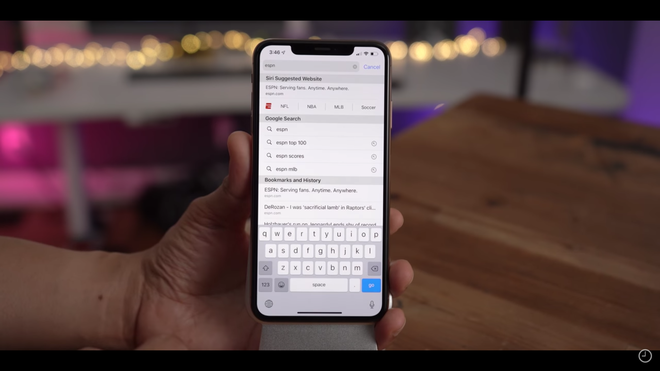 3:46
espn
Cancel
Siri Suggested Website
ESPN: Serving fans. Anytime. Anywhere.
espn.com
NFL NBA MLB Soccer
Google Search
espn
espn top 100
espn scores
espn mlb
Bookmarks and History
ESPN: Serving fans. Anytime. Anywhere.
espn.com
DeRozan - I was 'sacrificial lamb' in Raptors' cli...
espn.com
q w e r t y u i o p
a s d f g h j k l
z x c v b n m
123 space . go